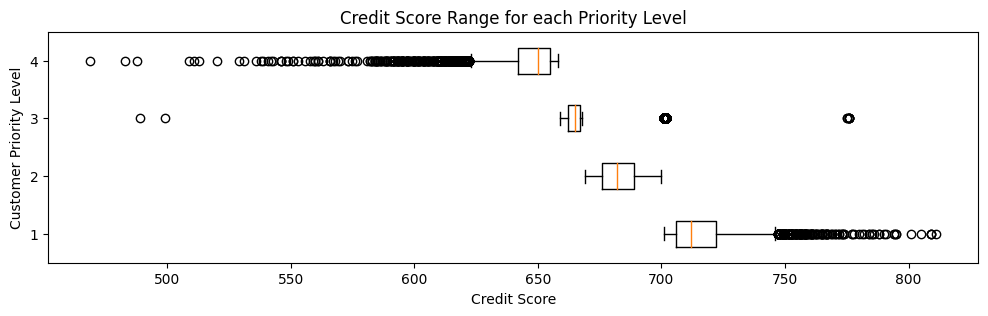 Credit Score Range for each Priority Level
Customer Priority Level
4
3
2
1
500 550 600 650 700 750 800
Credit Score